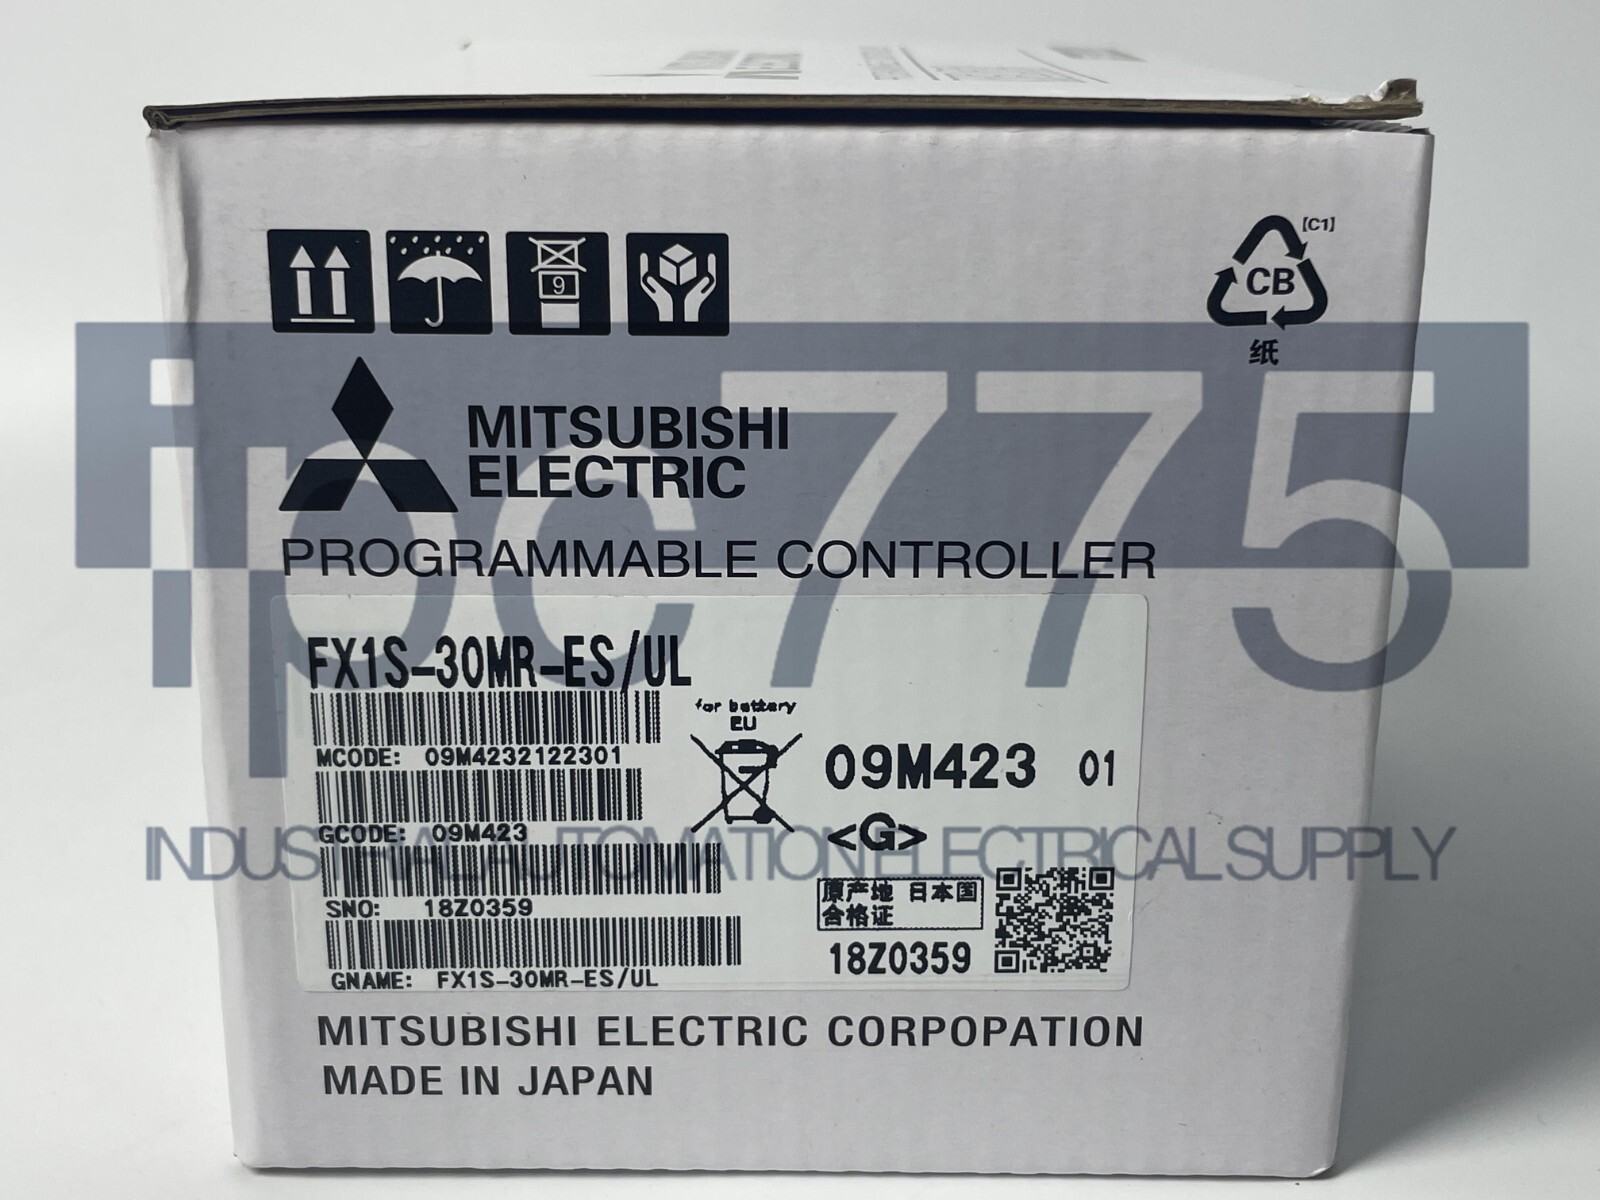 [C1]
CB
纸
9
MITSUBISHI
ELECTRIC
ipc775
PROGRAMMABLE CONTROLLER
FX1S-30MR-ES/UL
for battery
EU
MCODE: 09M4232122301
09M423 01
GCODE: 09M423
<G>
INDUSTRIAL AUTOMATION ELECTRICAL SUPPLY
SNO: 18Z0359
原产地 日本国
合格证
18Z0359
GNAME: FX1S-30MR-ES/UL
MITSUBISHI ELECTRIC CORPOPATION
MADE IN JAPAN